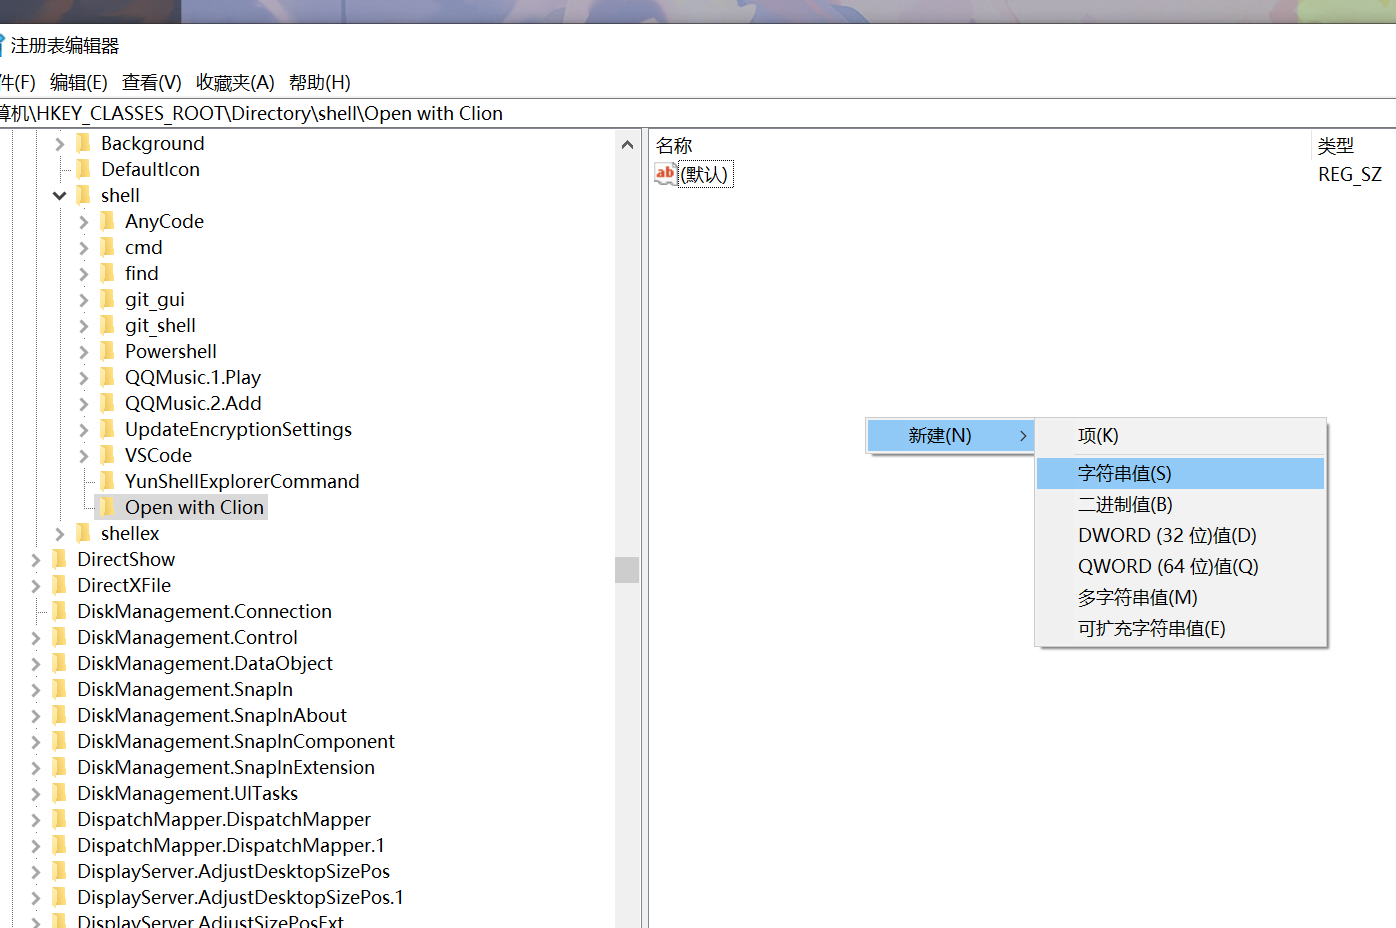 注册表编辑器
件(F) 编辑(E) 查看(V) 收藏夹(A) 帮助(H)
算机\HKEY_CLASSES_ROOT\Directory\shell\Open with Clion
Background
DefaultIcon
shell
AnyCode
cmd
find
git_gui
git_shell
Powershell
QQMusic.1.Play
QQMusic.2.Add
UpdateEncryptionSettings
VSCode
YunShellExplorerCommand
Open with Clion
shellex
DirectShow
DirectXFile
DiskManagement.Connection
DiskManagement.Control
DiskManagement.DataObject
DiskManagement.SnapIn
DiskManagement.SnapInAbout
DiskManagement.SnapInComponent
DiskManagement.SnapInExtension
DiskManagement.UITasks
DispatchMapper.DispatchMapper
DispatchMapper.DispatchMapper.1
DisplayServer.AdjustDesktopSizePos
DisplayServer.AdjustDesktopSizePos.1
DisplayServer.AdjustSizePosExt
名称 类型
ab (默认) REG_SZ
新建(N)
项(K)
字符串值(S)
二进制值(B)
DWORD (32 位)值(D)
QWORD (64 位)值(Q)
多字符串值(M)
可扩充字符串值(E)